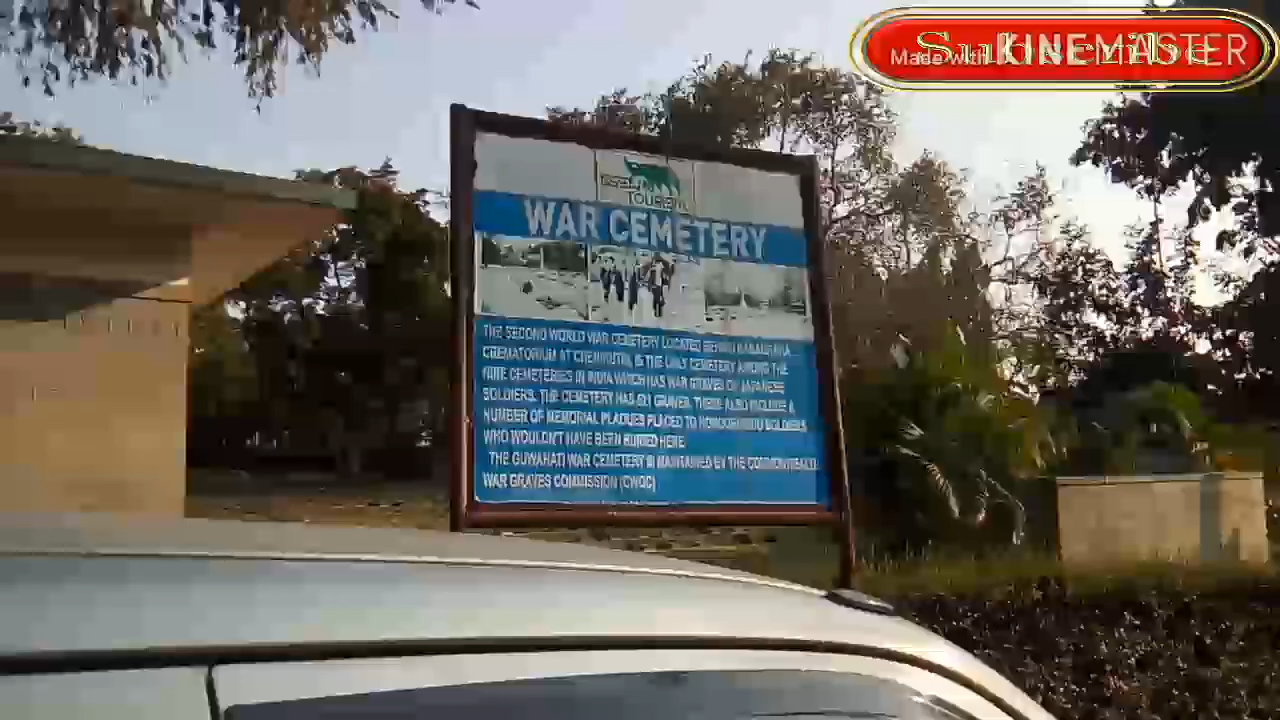 Made with KINEMASTER
TOURISM
WAR CEMETERY
THE SECOND WORLD WAR CEMETERY LOCATED BEHIND NABAGRAHA
CREMATORIUM AT IS THE ONLY CEMETERY AMONG THE
NINE CEMETERIES IN INDIA WHICH HAS WAR GRAVES OF JAPANESE
SOLDIERS. THE CEMETERY HAS GRAVES. THESE ALSO INCLUDE A
NUMBER OF MEMORIAL PLAQUES PLACED TO HONOUR SOLDIERS
WHO WOULDN'T HAVE BEEN BURIED HERE.
THE GUWAHATI WAR CEMETERY IS MAINTAINED BY THE COMMONWEALTH
WAR GRAVES COMMISSION (CWGC)